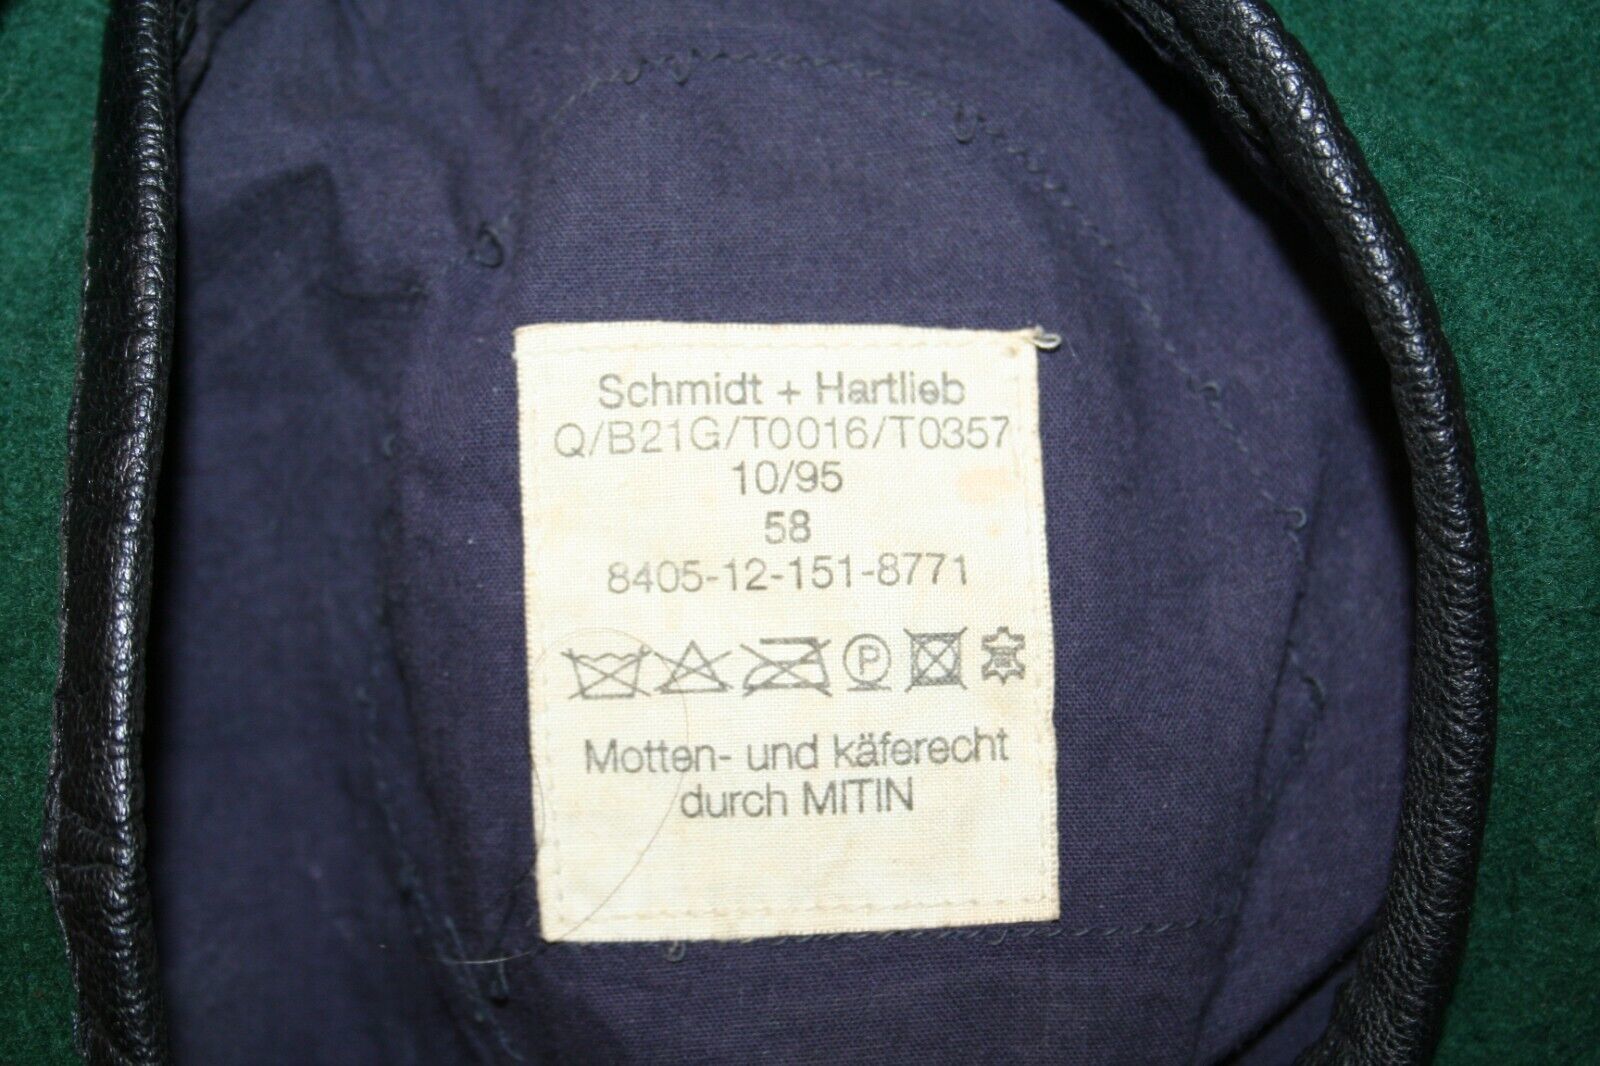 Schmidt + Hartlieb
Q/B21G/T0016/T0357
10/95
58
8405-12-151-8771
P
Motten- und käferecht
durch MITIN